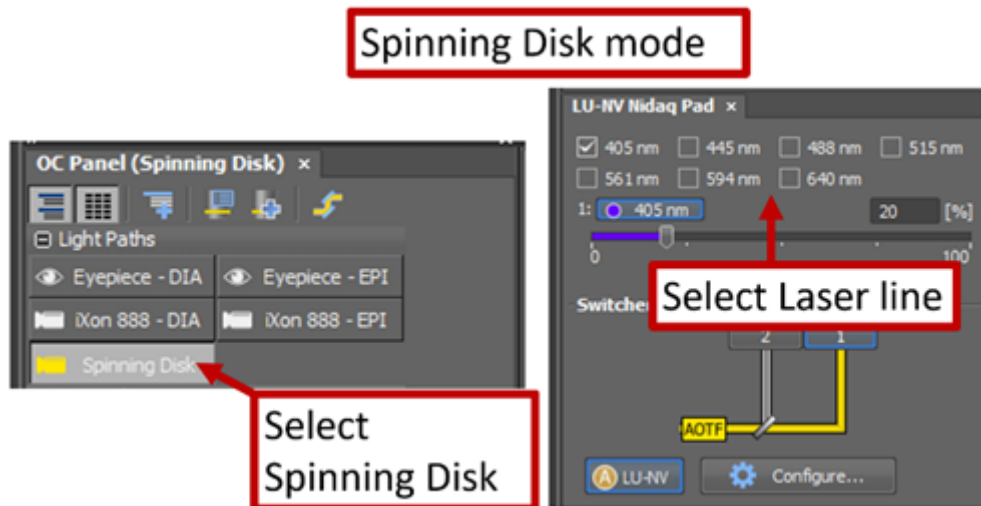 Spinning Disk mode
OC Panel (Spinning Disk) ×
Light Paths
Eyepiece - DIA
Eyepiece - EPI
iXon 888 - DIA
iXon 888 - EPI
Spinning Disk
Select
Spinning Disk
LU-NV Nidaq Pad ×
405 nm 445 nm 488 nm 515 nm
561 nm 594 nm 640 nm
1: 405 nm 20 [%]
0 100
Select Laser line
Switcher
2 1
AOTF
A LU-NV Configure...